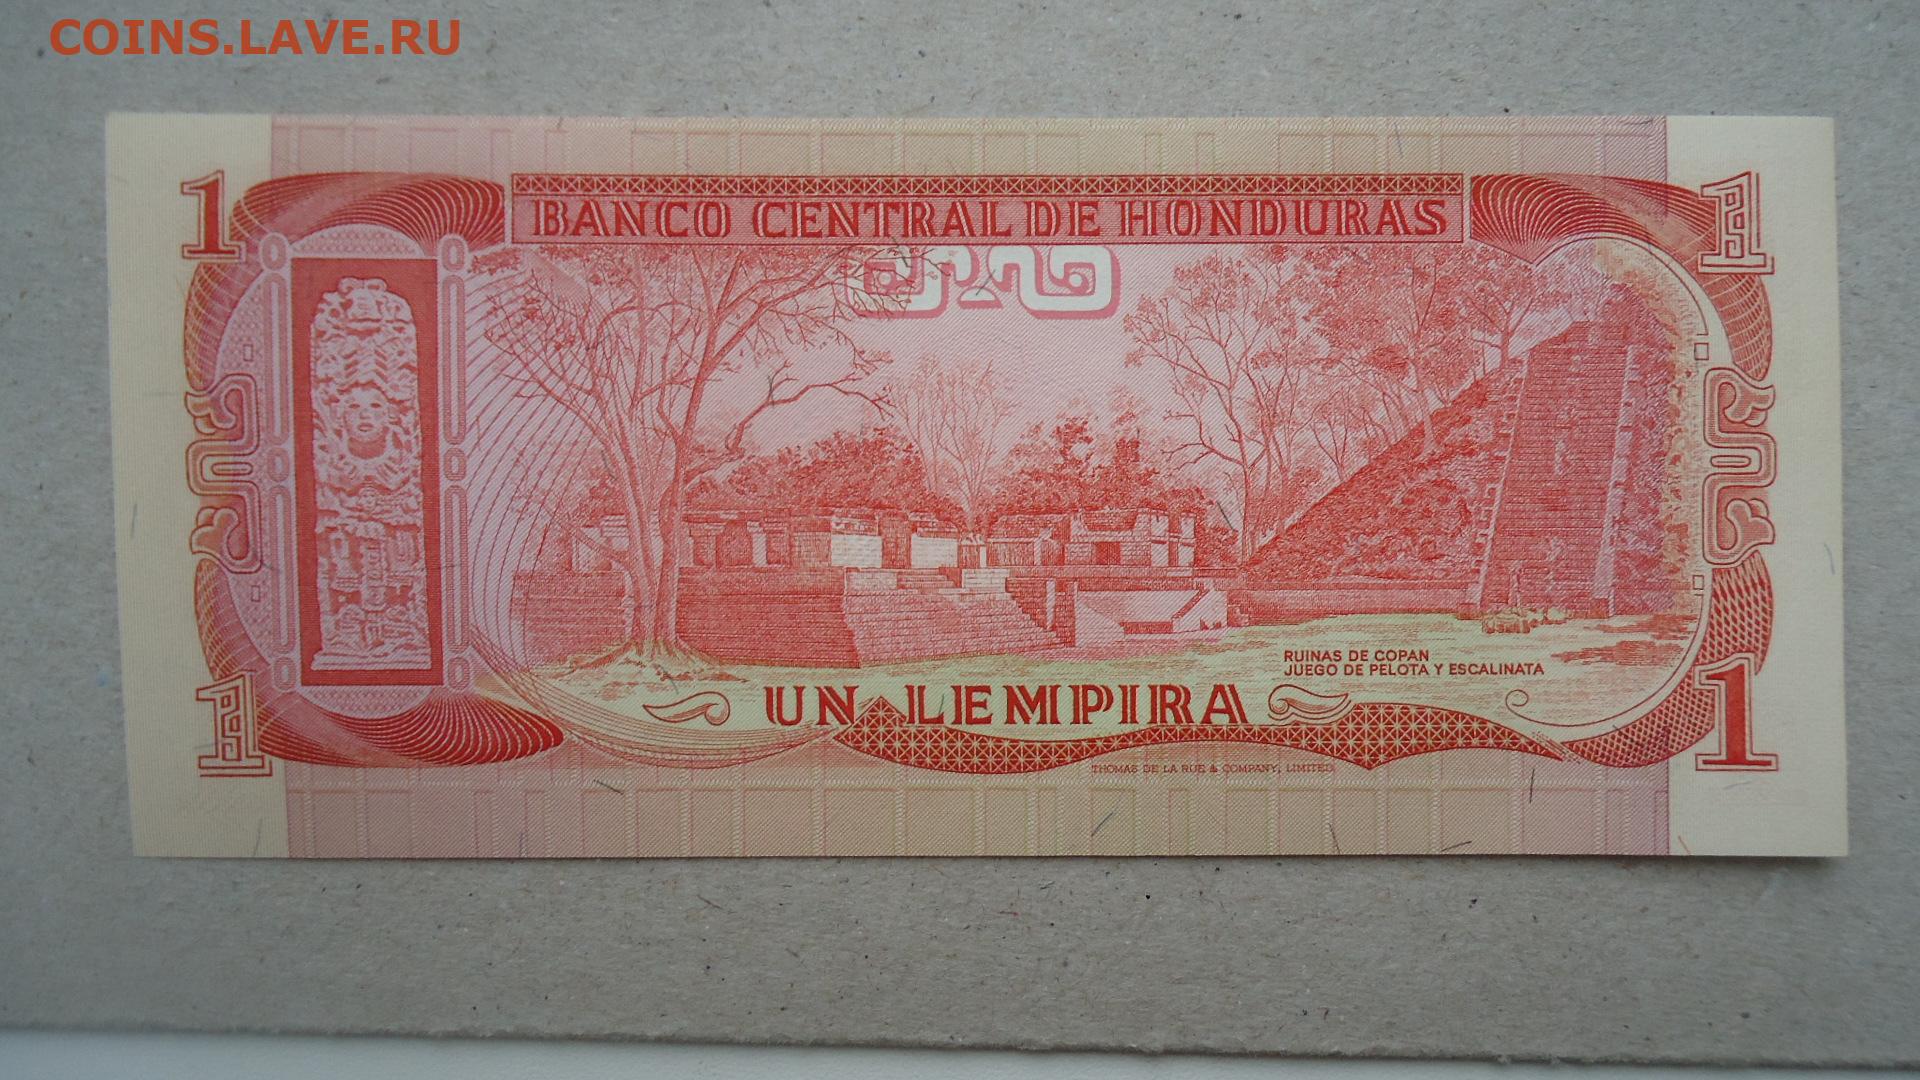 COINS.LAVE.RU
1
BANCO CENTRAL DE HONDURAS
1
RUINAS DE COPAN
JUEGO DE PELOTA Y ESCALINATA
UN LEMPIRA
1
1
THOMAS DE LA RUE & COMPANY, LIMITED.